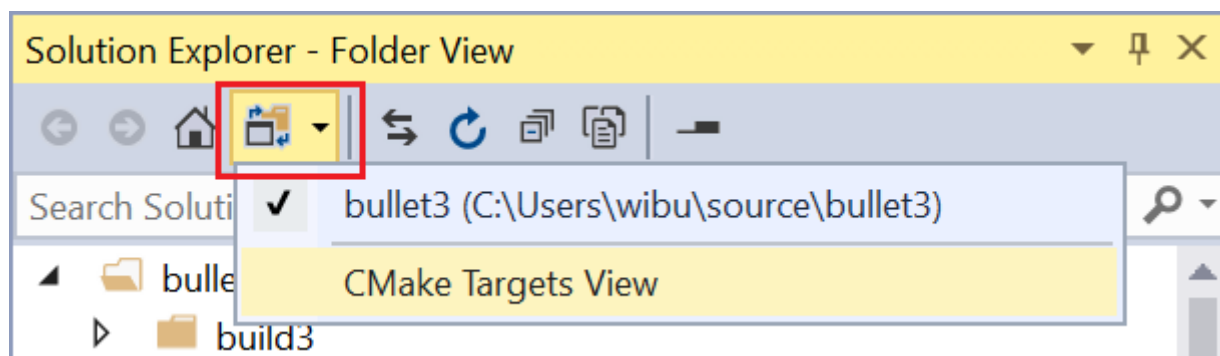 Solution Explorer - Folder View
Search Soluti
bullet3 (C:\Users\wibu\source\bullet3)
bulle
CMake Targets View
build3